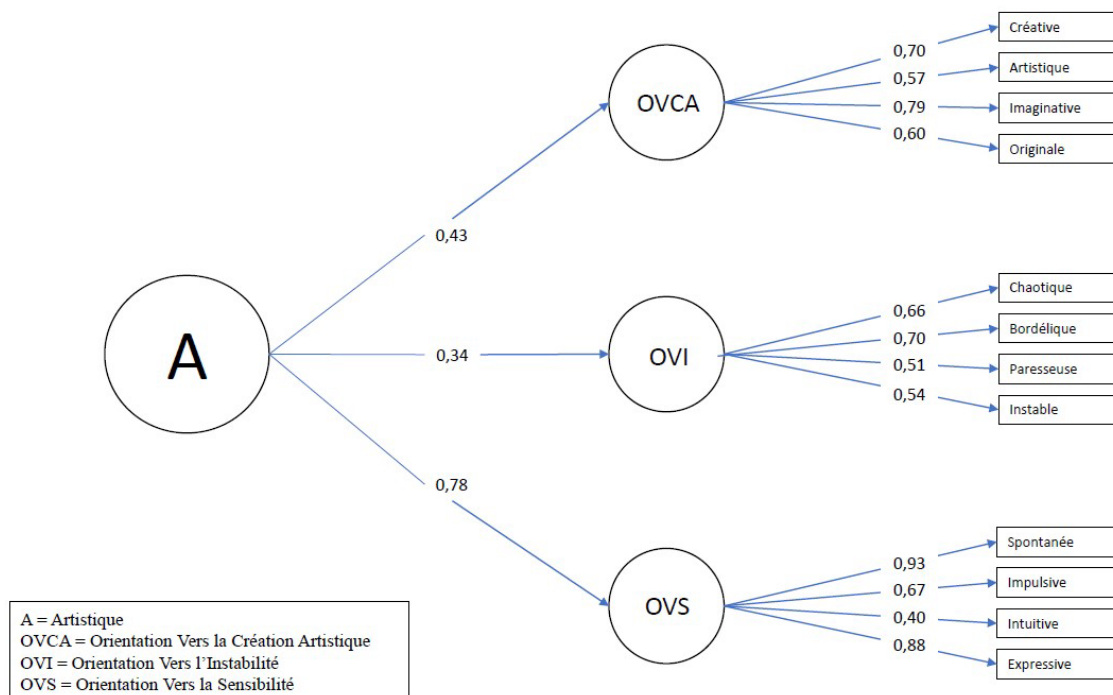 Créative
0,70
Artistique
0,57
OVCA
0,79
Imaginative
0,60
Originale
0,43
Chaotique
0,66
Bordélique
0,70
A
0,34
OVI
0,51
Paresseuse
0,54
Instable
0,78
Spontanée
0,93
Impulsive
0,67
OVS
0,40
Intuitive
0,88
Expressive
A = Artistique
OVCA = Orientation Vers la Création Artistique
OVI = Orientation Vers l’Instabilité
OVS = Orientation Vers la Sensibilité